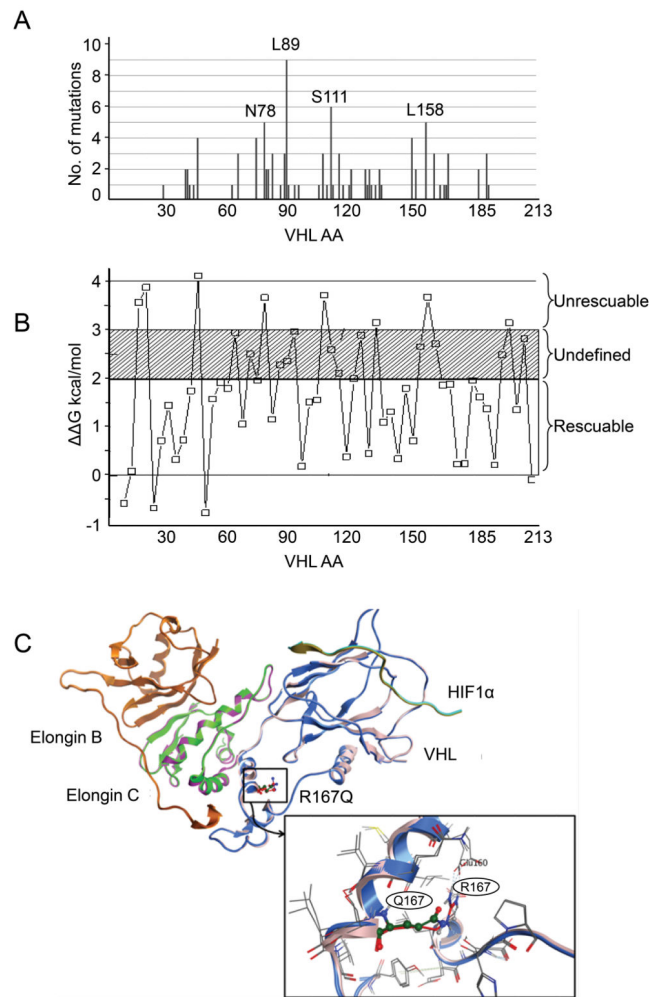 A
No. of mutations
10
8
6
4
2
0
L89
S111
N78
L158
30 60 90 120 150 185 213
VHL AA
B
ΔΔG kcal/mol
4
3
2
1
0
-1
Unrescuable
Undefined
Rescuable
30 60 90 120 150 185 213
VHL AA
C
HIF1α
Elongin B
VHL
Elongin C
R167Q
Glu160
Q167
R167